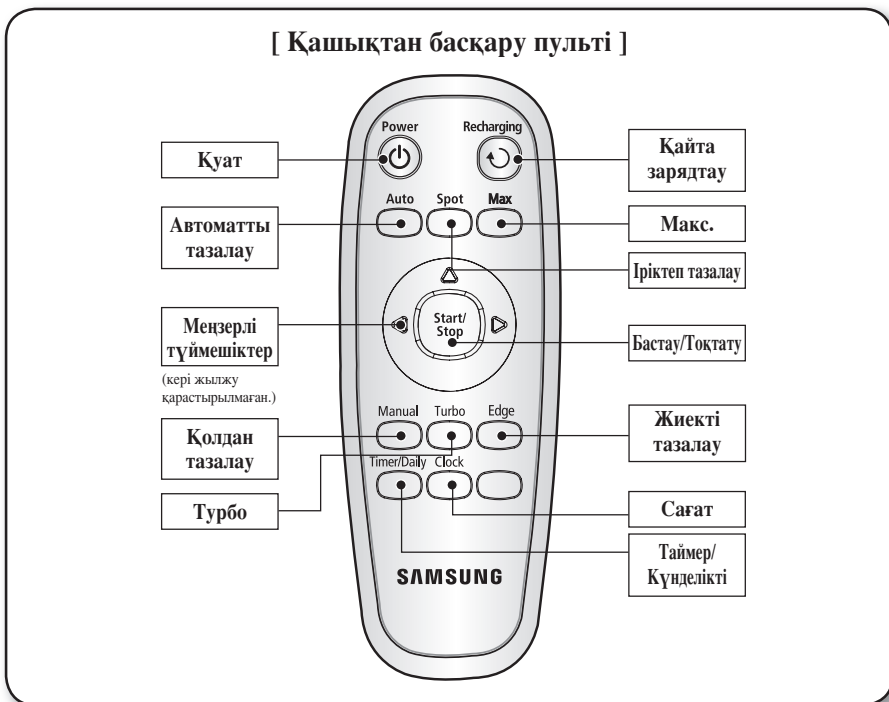 [ Қашықтан басқару пульті ]
Power
Recharging
Қуат
Қайта
зарядтау
Auto
Spot
Max
Автоматты
тазалау
Макс.
Іріктеп тазалау
Меңзерлі
түймешіктер
(кері жылжу
қарастырылмаған.)
Start/
Stop
Бастау/Тоқтату
Manual
Turbo
Edge
Қолдан
тазалау
Жиекті
тазалау
Timer/Daily
Clock
Турбо
Сағат
Таймер/
Күнделікті
SAMSUNG